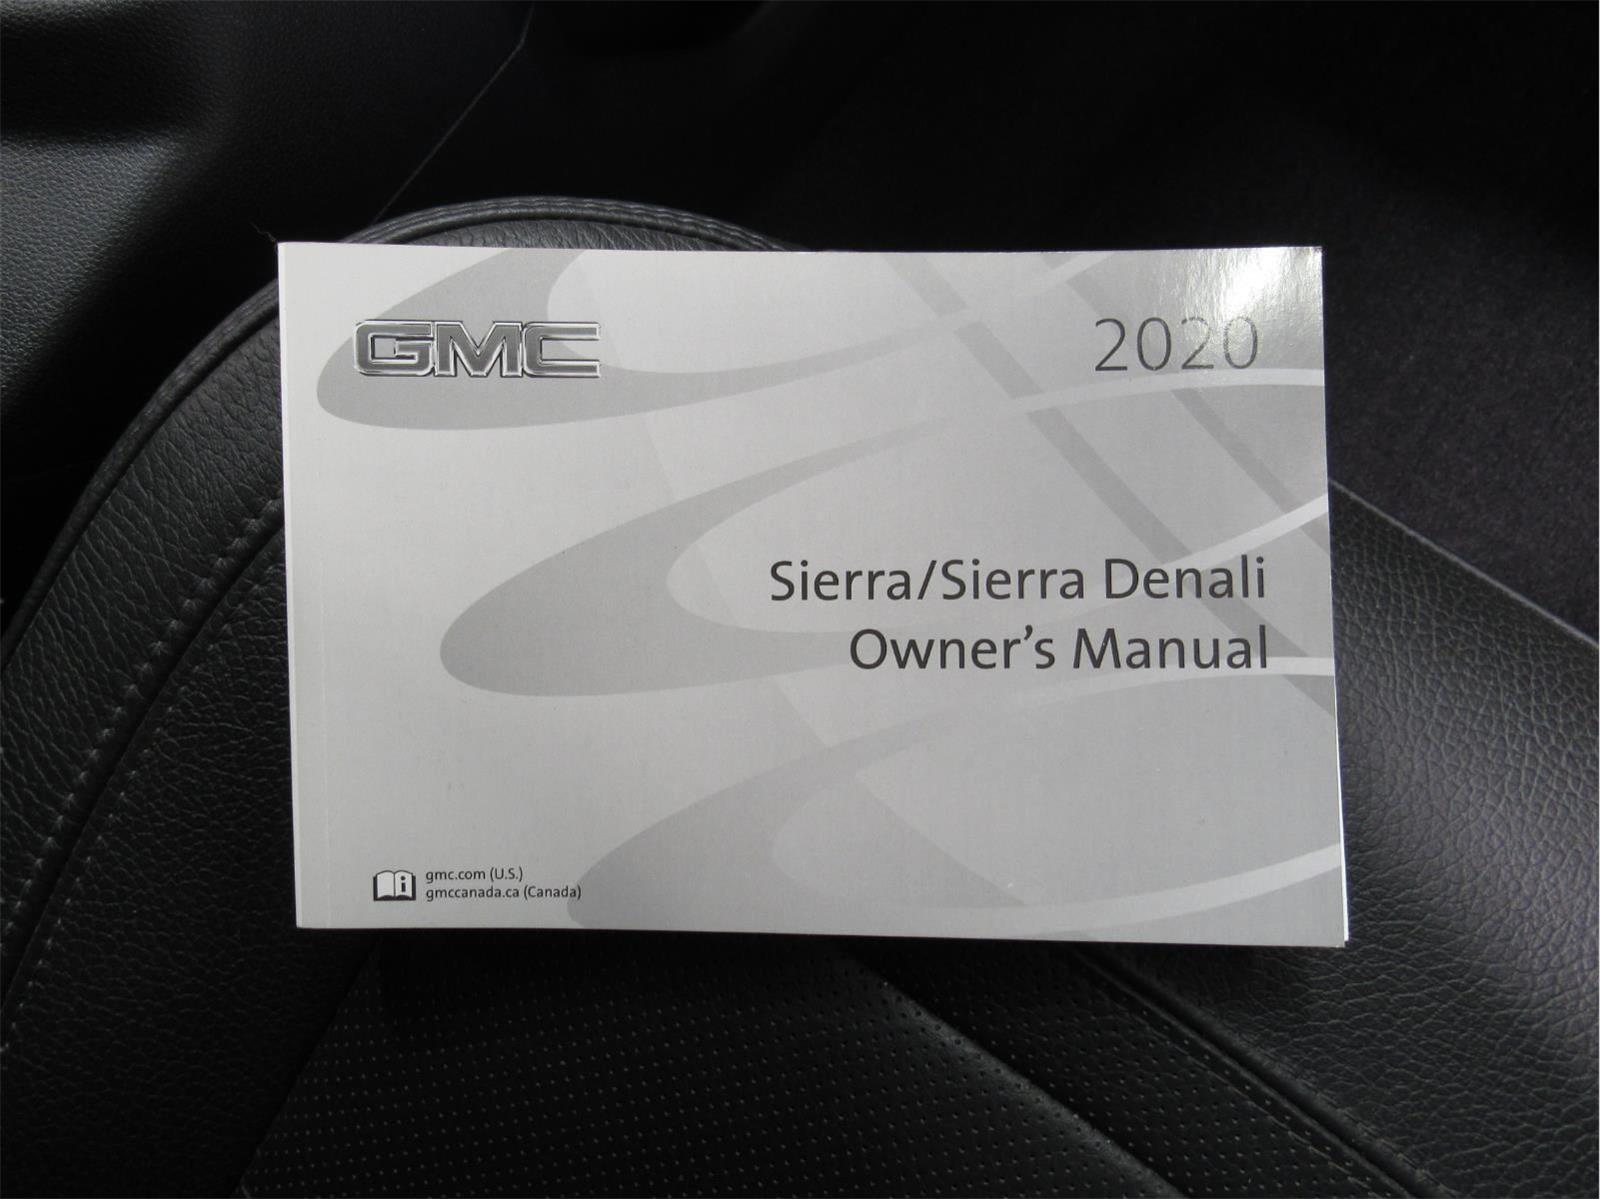 GMC
2020
Sierra/Sierra Denali
Owner's Manual
gmc.com (U.S.)
gmccanada.ca (Canada)